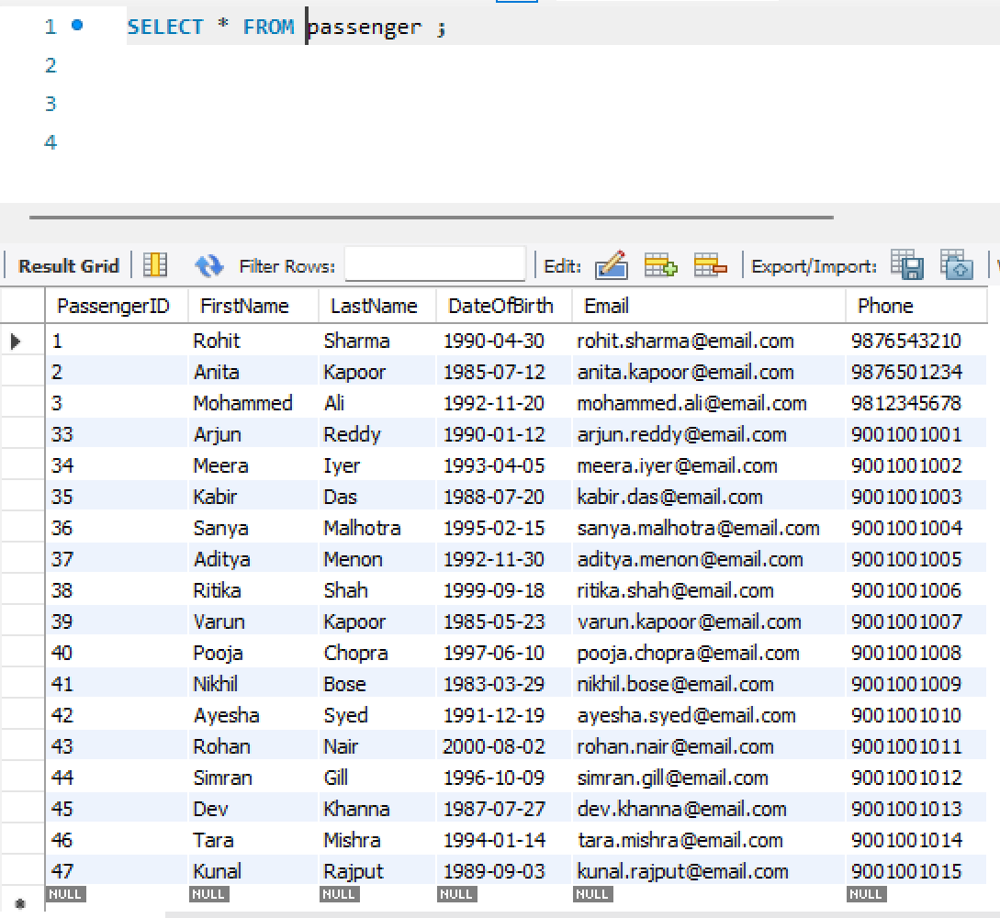 1 SELECT * FROM passenger ;
2
3
4
Result Grid Filter Rows: Edit: Export/Import:
PassengerID FirstName LastName DateOfBirth Email Phone
1 Rohit Sharma 1990-04-30 rohit.sharma@email.com 9876543210
2 Anita Kapoor 1985-07-12 anita.kapoor@email.com 9876501234
3 Mohammed Ali 1992-11-20 mohammed.ali@email.com 9812345678
33 Arjun Reddy 1990-01-12 arjun.reddy@email.com 9001001001
34 Meera Iyer 1993-04-05 meera.iyer@email.com 9001001002
35 Kabir Das 1988-07-20 kabir.das@email.com 9001001003
36 Sanya Malhotra 1995-02-15 sanya.malhotra@email.com 9001001004
37 Aditya Menon 1992-11-30 aditya.menon@email.com 9001001005
38 Ritika Shah 1999-09-18 ritika.shah@email.com 9001001006
39 Varun Kapoor 1985-05-23 varun.kapoor@email.com 9001001007
40 Pooja Chopra 1997-06-10 pooja.chopra@email.com 9001001008
41 Nikhil Bose 1983-03-29 nikhil.bose@email.com 9001001009
42 Ayesha Syed 1991-12-19 ayesha.syed@email.com 9001001010
43 Rohan Nair 2000-08-02 rohan.nair@email.com 9001001011
44 Simran Gill 1996-10-09 simran.gill@email.com 9001001012
45 Dev Khanna 1987-07-27 dev.khanna@email.com 9001001013
46 Tara Mishra 1994-01-14 tara.mishra@email.com 9001001014
47 Kunal Rajput 1989-09-03 kunal.rajput@email.com 9001001015
NULL NULL NULL NULL NULL NULL